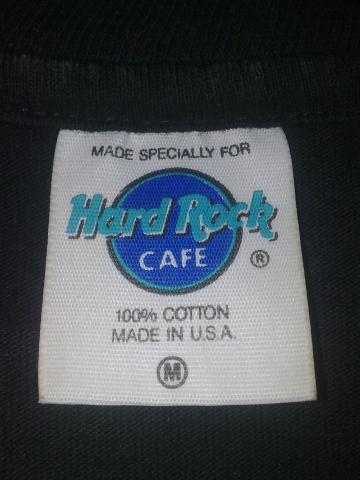 MADE SPECIALLY FOR
Hard Rock
CAFE ®
100% COTTON
MADE IN U.S.A.
M